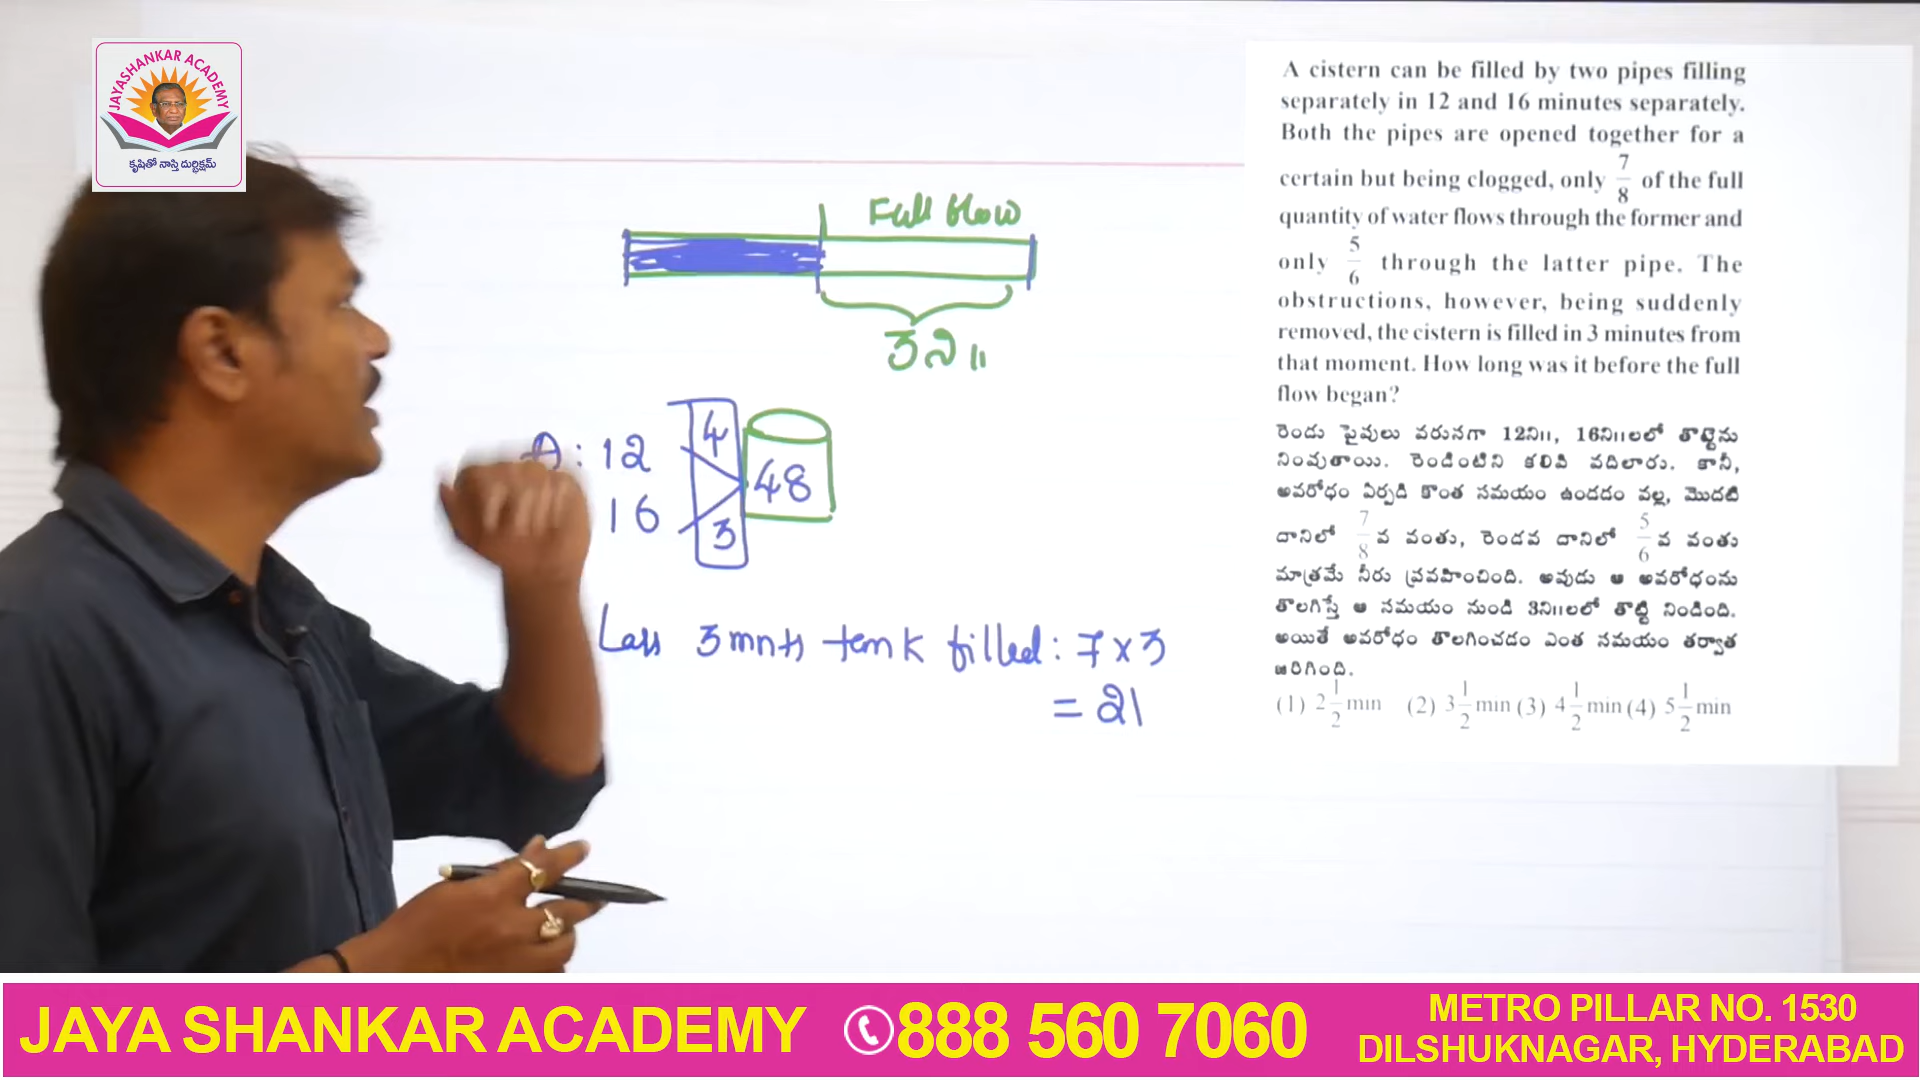 JAYASHANKAR ACADEMY
కృషితో నాస్తి దుర్భిక్షమ్
Full blow
3ని॥
A: 12
16
4
3
48
Lass 3mnts temk filled: 7x3
= 21
A cistern can be filled by two pipes filling
separately in 12 and 16 minutes separately.
Both the pipes are opened together for a
certain but being clogged, only 7/8 of the full
quantity of water flows through the former and
only 5/6 through the latter pipe. The
obstructions, however, being suddenly
removed, the cistern is filled in 3 minutes from
that moment. How long was it before the full
flow began?
రెండు పైపులు వరుసగా 12ని॥, 16ని॥లలో తొట్టెను
నింపుతాయి. రెండింటిని కలిపి వదిలారు. కానీ,
అవరోధం ఏర్పడి కొంత సమయం ఉండడం వల్ల, మొదటి
దానిలో 7/8 వ వంతు, రెండవ దానిలో 5/6 వ వంతు
మాత్రమే నీరు ప్రవహించింది. అపుడు ఆ అవరోధంను
తొలగిస్తే ఆ సమయం నుండి 3ని॥లలో తొట్టి నిండింది.
అయితే అవరోధం తొలగించడం ఎంత సమయం తర్వాత
జరిగింది.
(1) 2 1/2 min (2) 3 1/2 min (3) 4 1/2 min (4) 5 1/2 min
JAYA SHANKAR ACADEMY 888 560 7060
METRO PILLAR NO. 1530
DILSHUKNAGAR, HYDERABAD